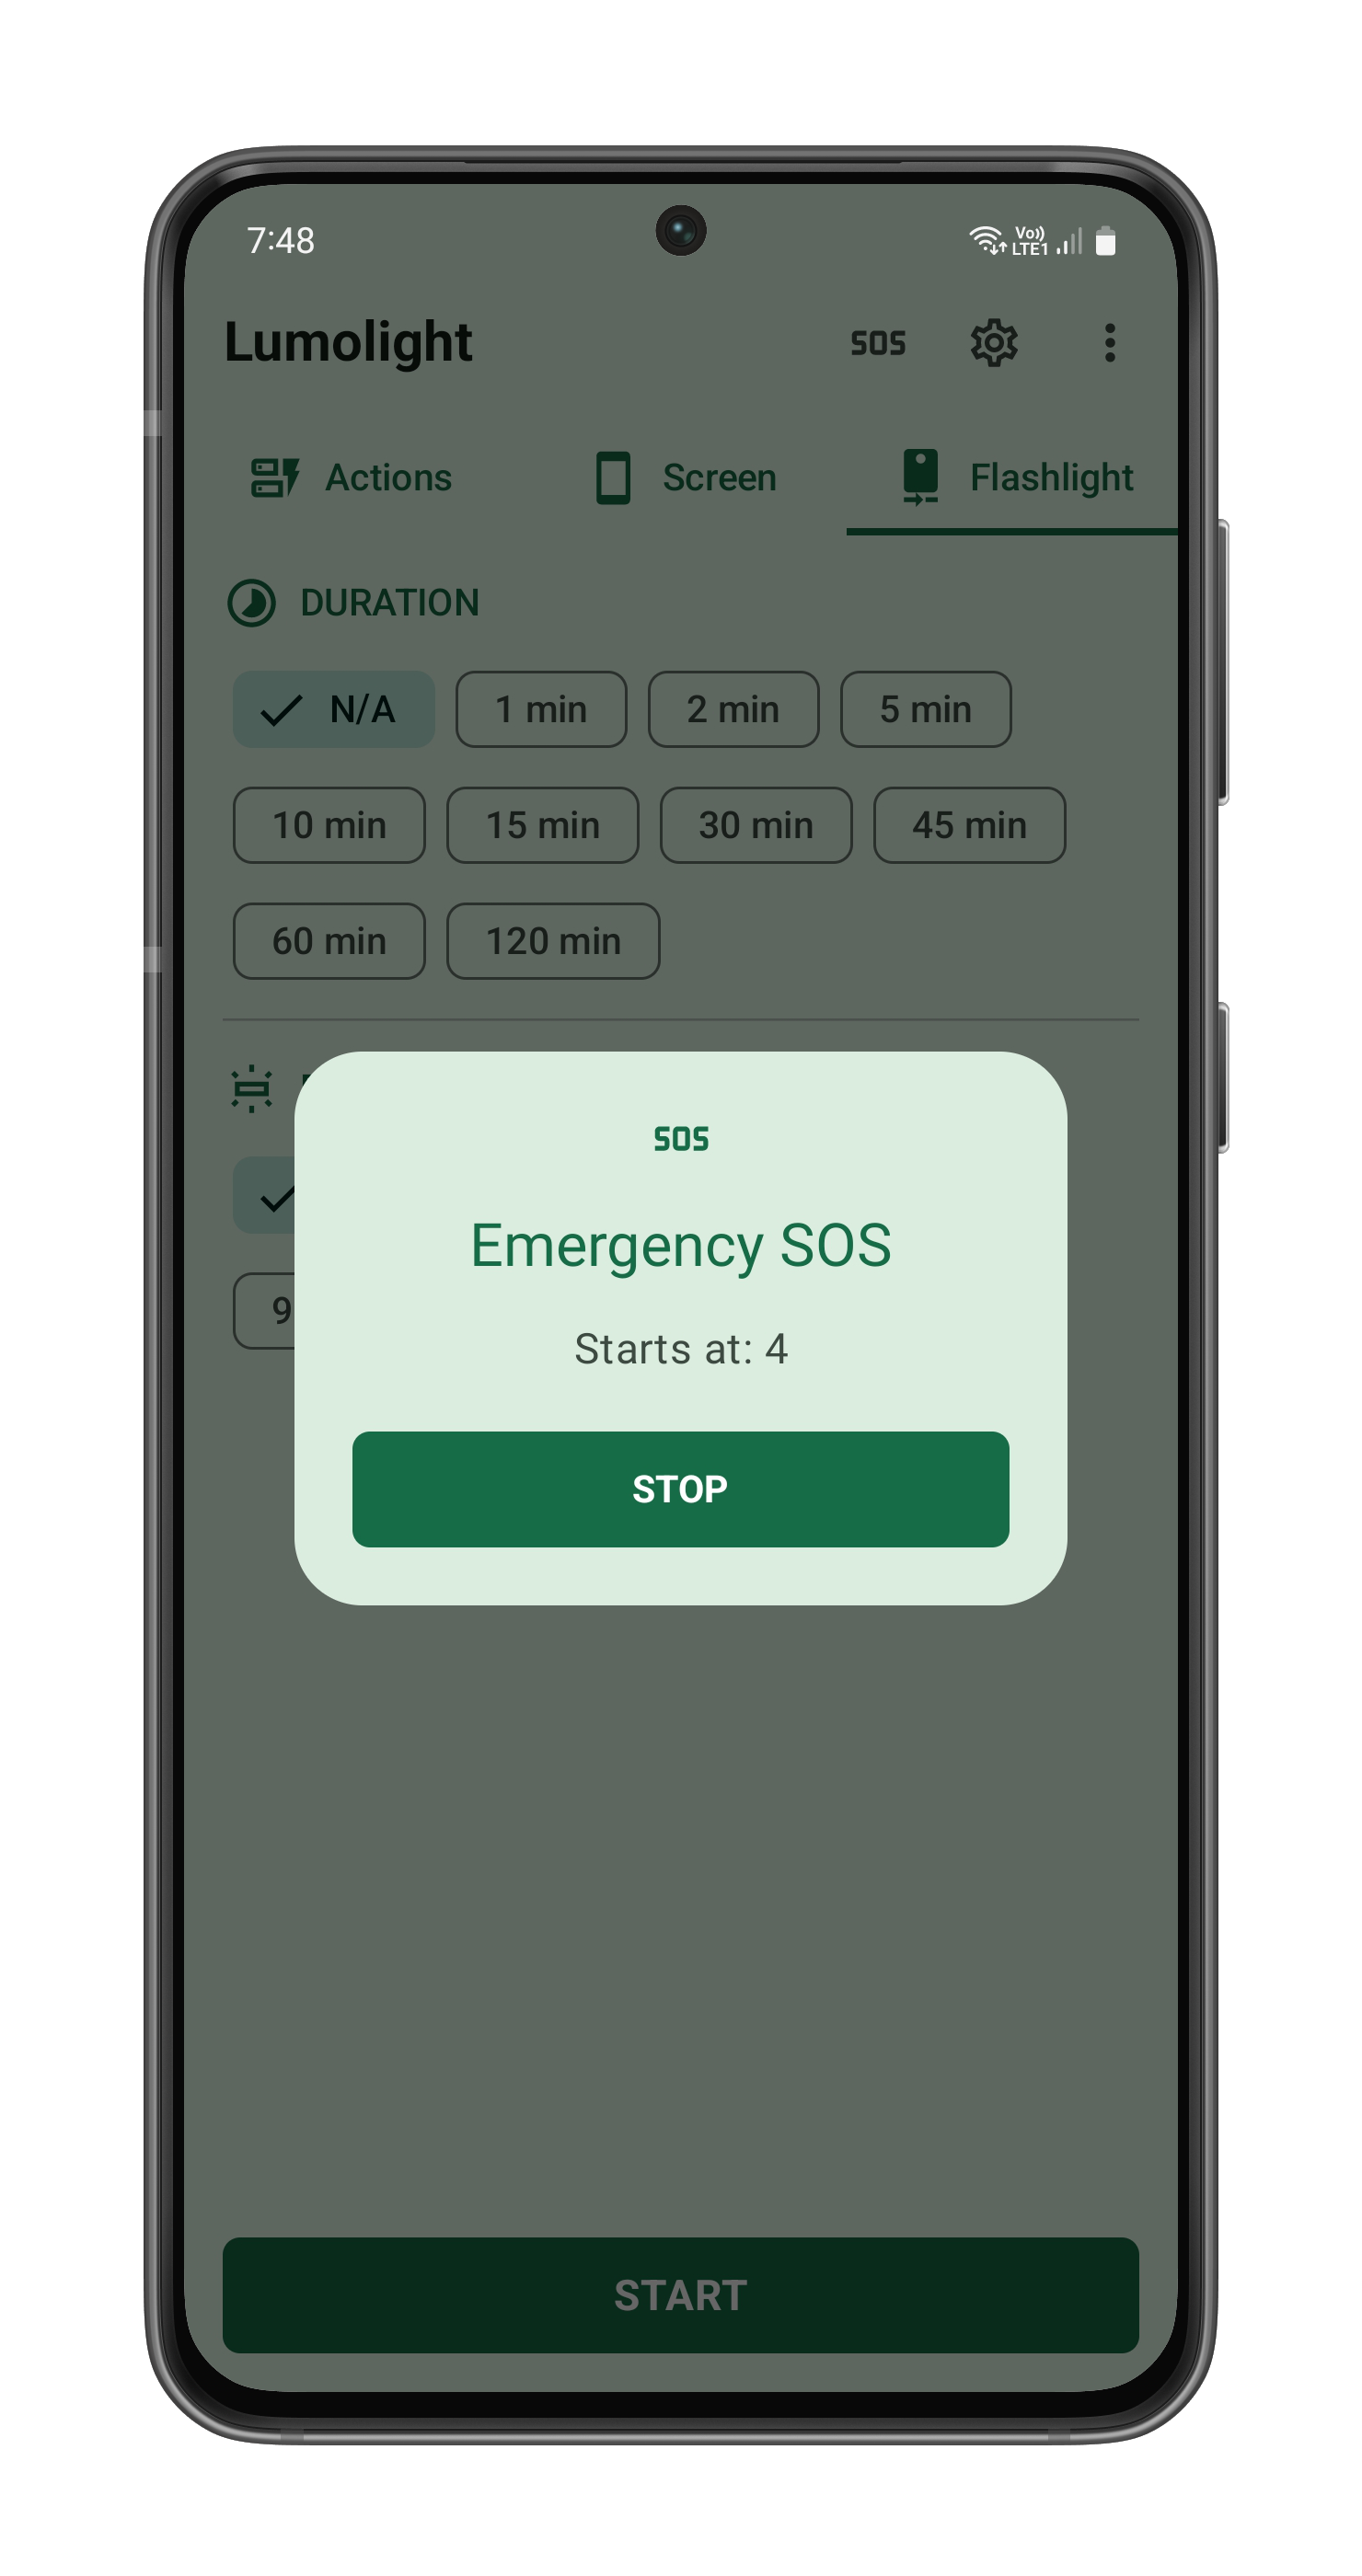 7:48 Vo)) LTE1
Lumolight SOS
Actions Screen Flashlight
DURATION
N/A 1 min 2 min 5 min
10 min 15 min 30 min 45 min
60 min 120 min
SOS
Emergency SOS
9
Starts at: 4
STOP
START